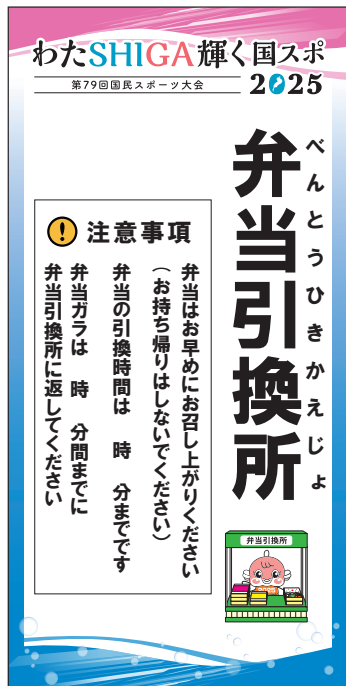 わたSHIGA輝く国スポ
2025
第79回国民スポーツ大会
弁当引換所
べんとうひきかえじょ
注意事項
弁当はお早めにお召し上がりください
(お持ち帰りはしないでください)
弁当の引換時間は　時　分までです
弁当ガラは　時　分間までに
弁当引換所に返してください
弁当引換所